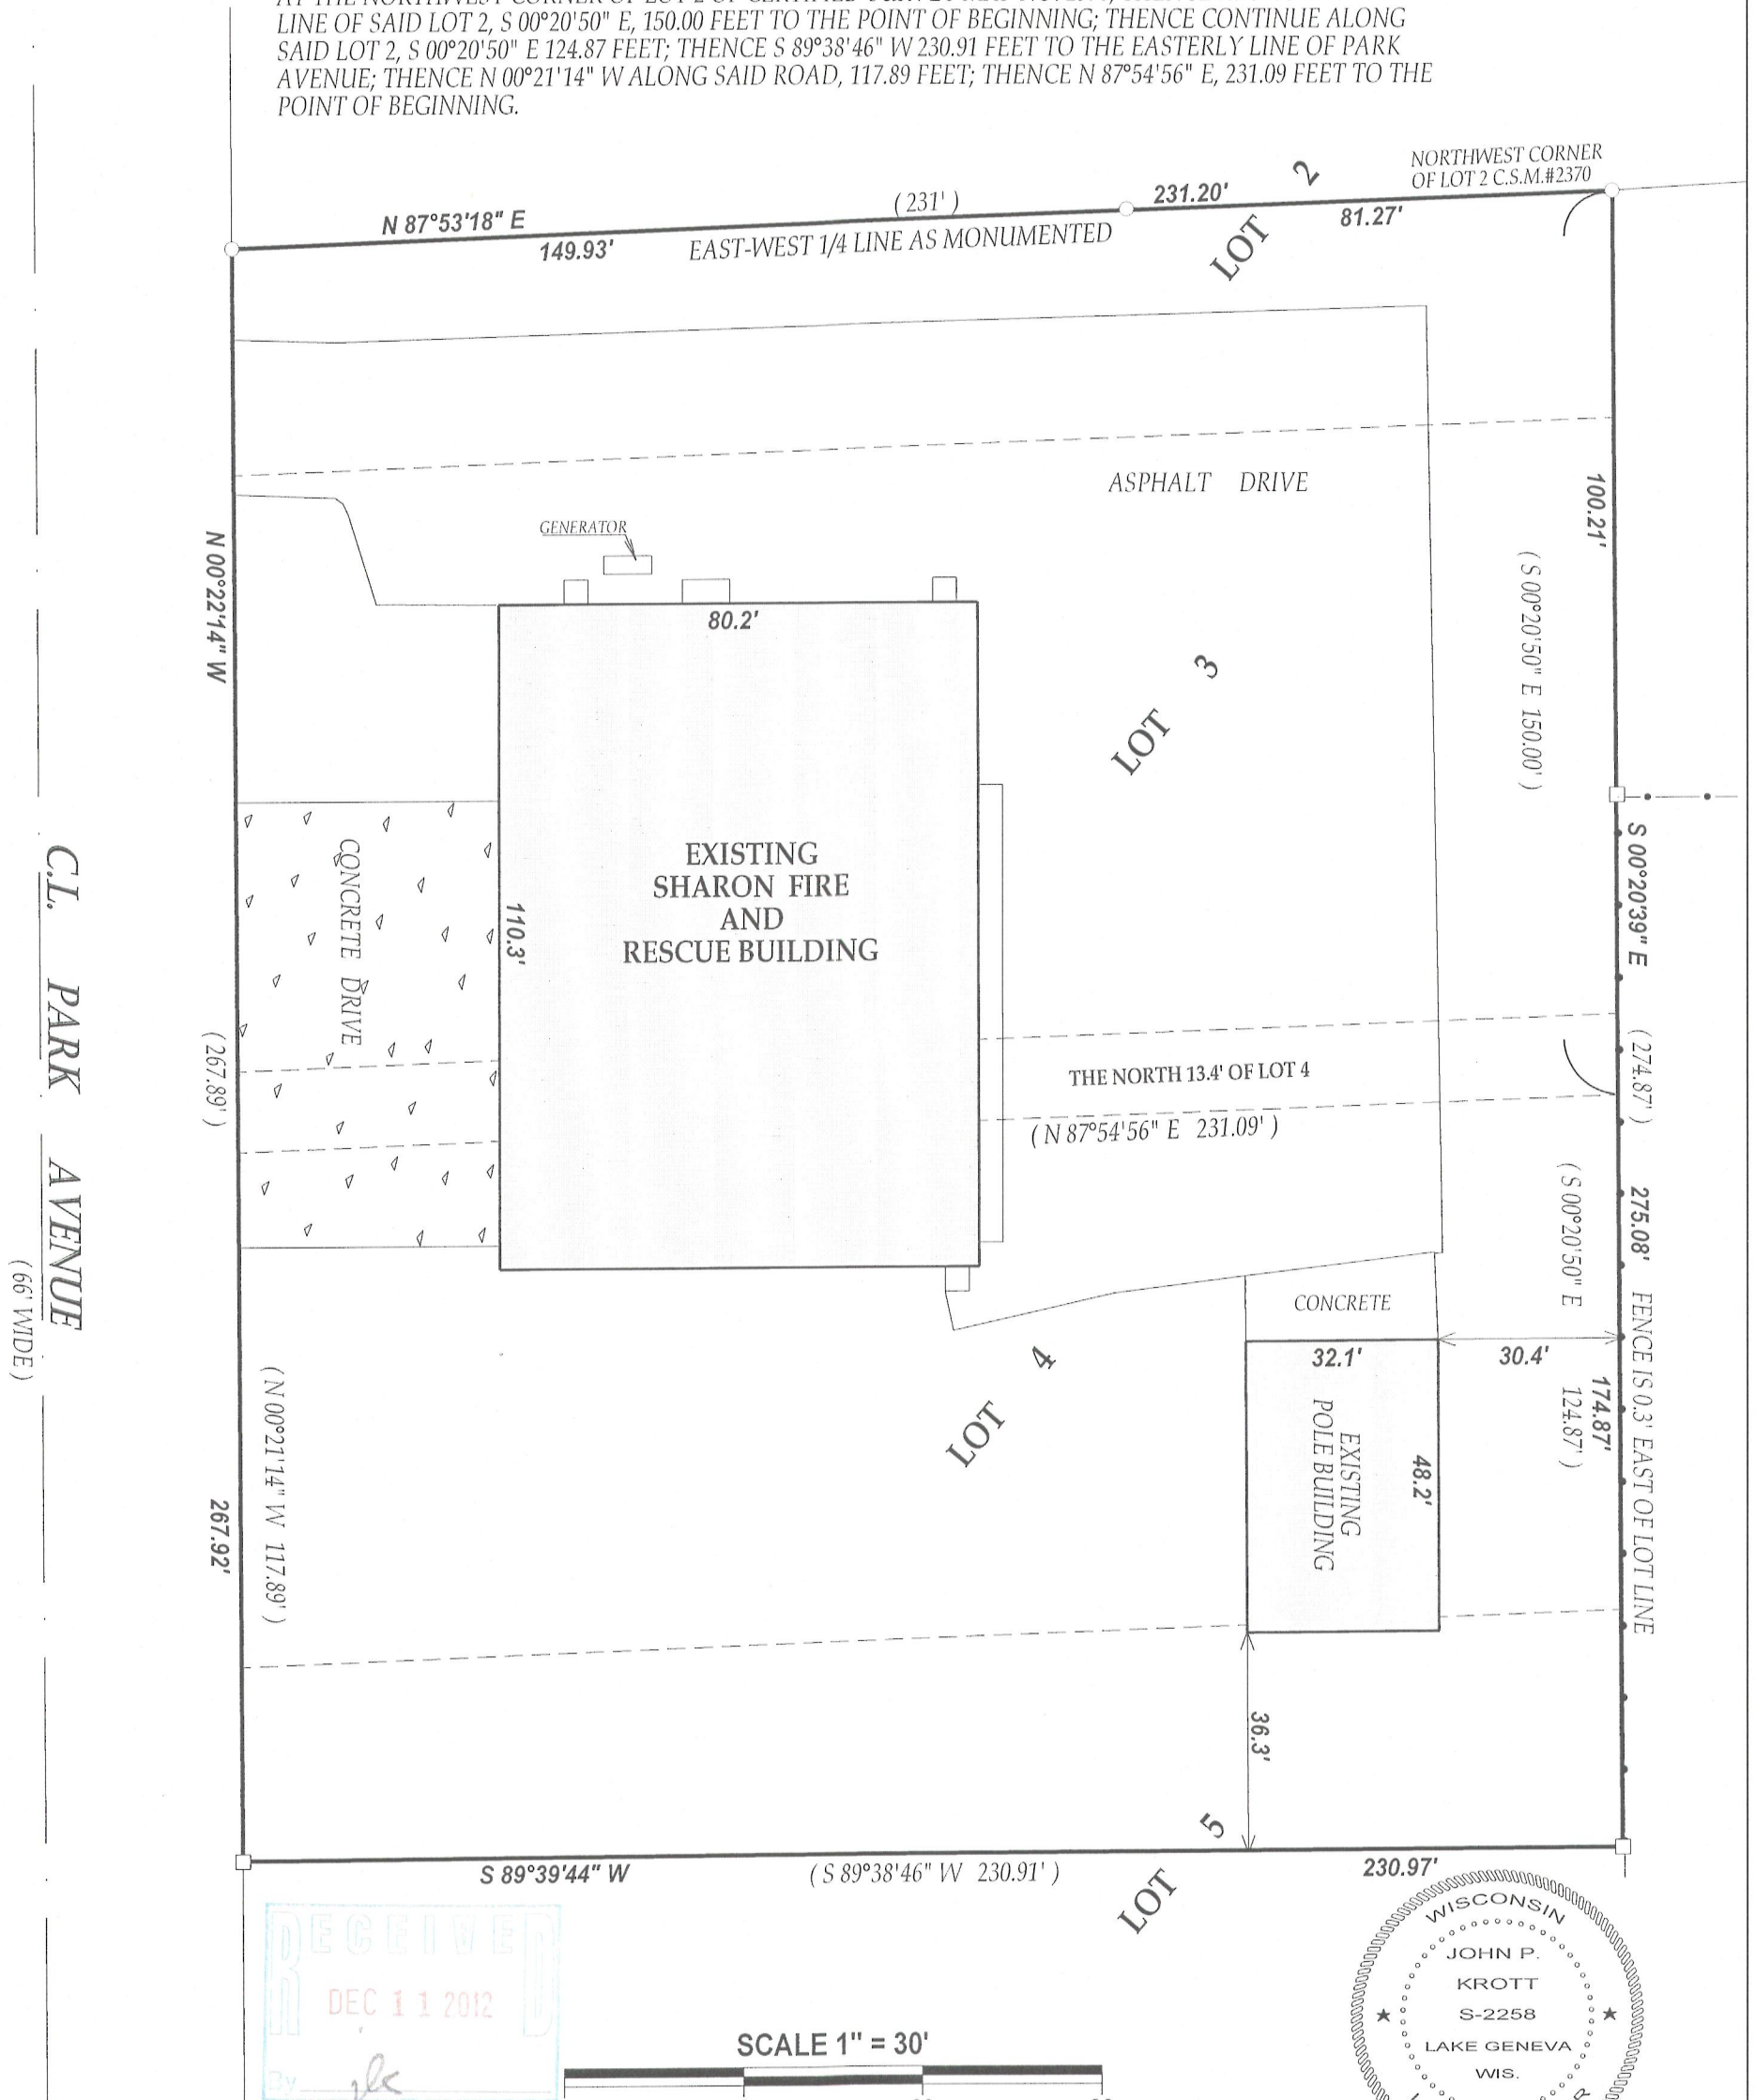 LINE OF SAID LOT 2, S 00°20'50" E, 150.00 FEET TO THE POINT OF BEGINNING; THENCE CONTINUE ALONG
SAID LOT 2, S 00°20'50" E 124.87 FEET; THENCE S 89°38'46" W 230.91 FEET TO THE EASTERLY LINE OF PARK
AVENUE; THENCE N 00°21'14" W ALONG SAID ROAD, 117.89 FEET; THENCE N 87°54'56" E, 231.09 FEET TO THE
POINT OF BEGINNING.
NORTHWEST CORNER
OF LOT 2 C.S.M.#2370
N 87°53'18" E
( 231' )
231.20'
149.93'
EAST-WEST 1/4 LINE AS MONUMENTED
81.27'
LOT 2
ASPHALT DRIVE
GENERATOR
80.2'
100.21'
( S 00°20'50" E 150.00' )
N 00°22'14" W
LOT 3
EXISTING
SHARON FIRE
AND
RESCUE BUILDING
110.3'
CONCRETE DRIVE
S 00°20'39" E
( 274.87' )
275.08'
FENCE IS 0.3' EAST OF LOT LINE
C.L. PARK AVENUE
( 66' WIDE )
( 267.89' )
THE NORTH 13.4' OF LOT 4
( N 87°54'56" E 231.09' )
( S 00°20'50" E 124.87' )
174.87'
CONCRETE
32.1'
30.4'
LOT 4
EXISTING
POLE BUILDING
48.2'
( N 00°21'14" W 117.89' )
267.92'
36.3'
LOT 5
S 89°39'44" W
( S 89°38'46" W 230.91' )
230.97'
RECEIVED
DEC 11 2012
By
SCALE 1" = 30'
WISCONSIN
JOHN P.
KROTT
S-2258
LAKE GENEVA
WIS.